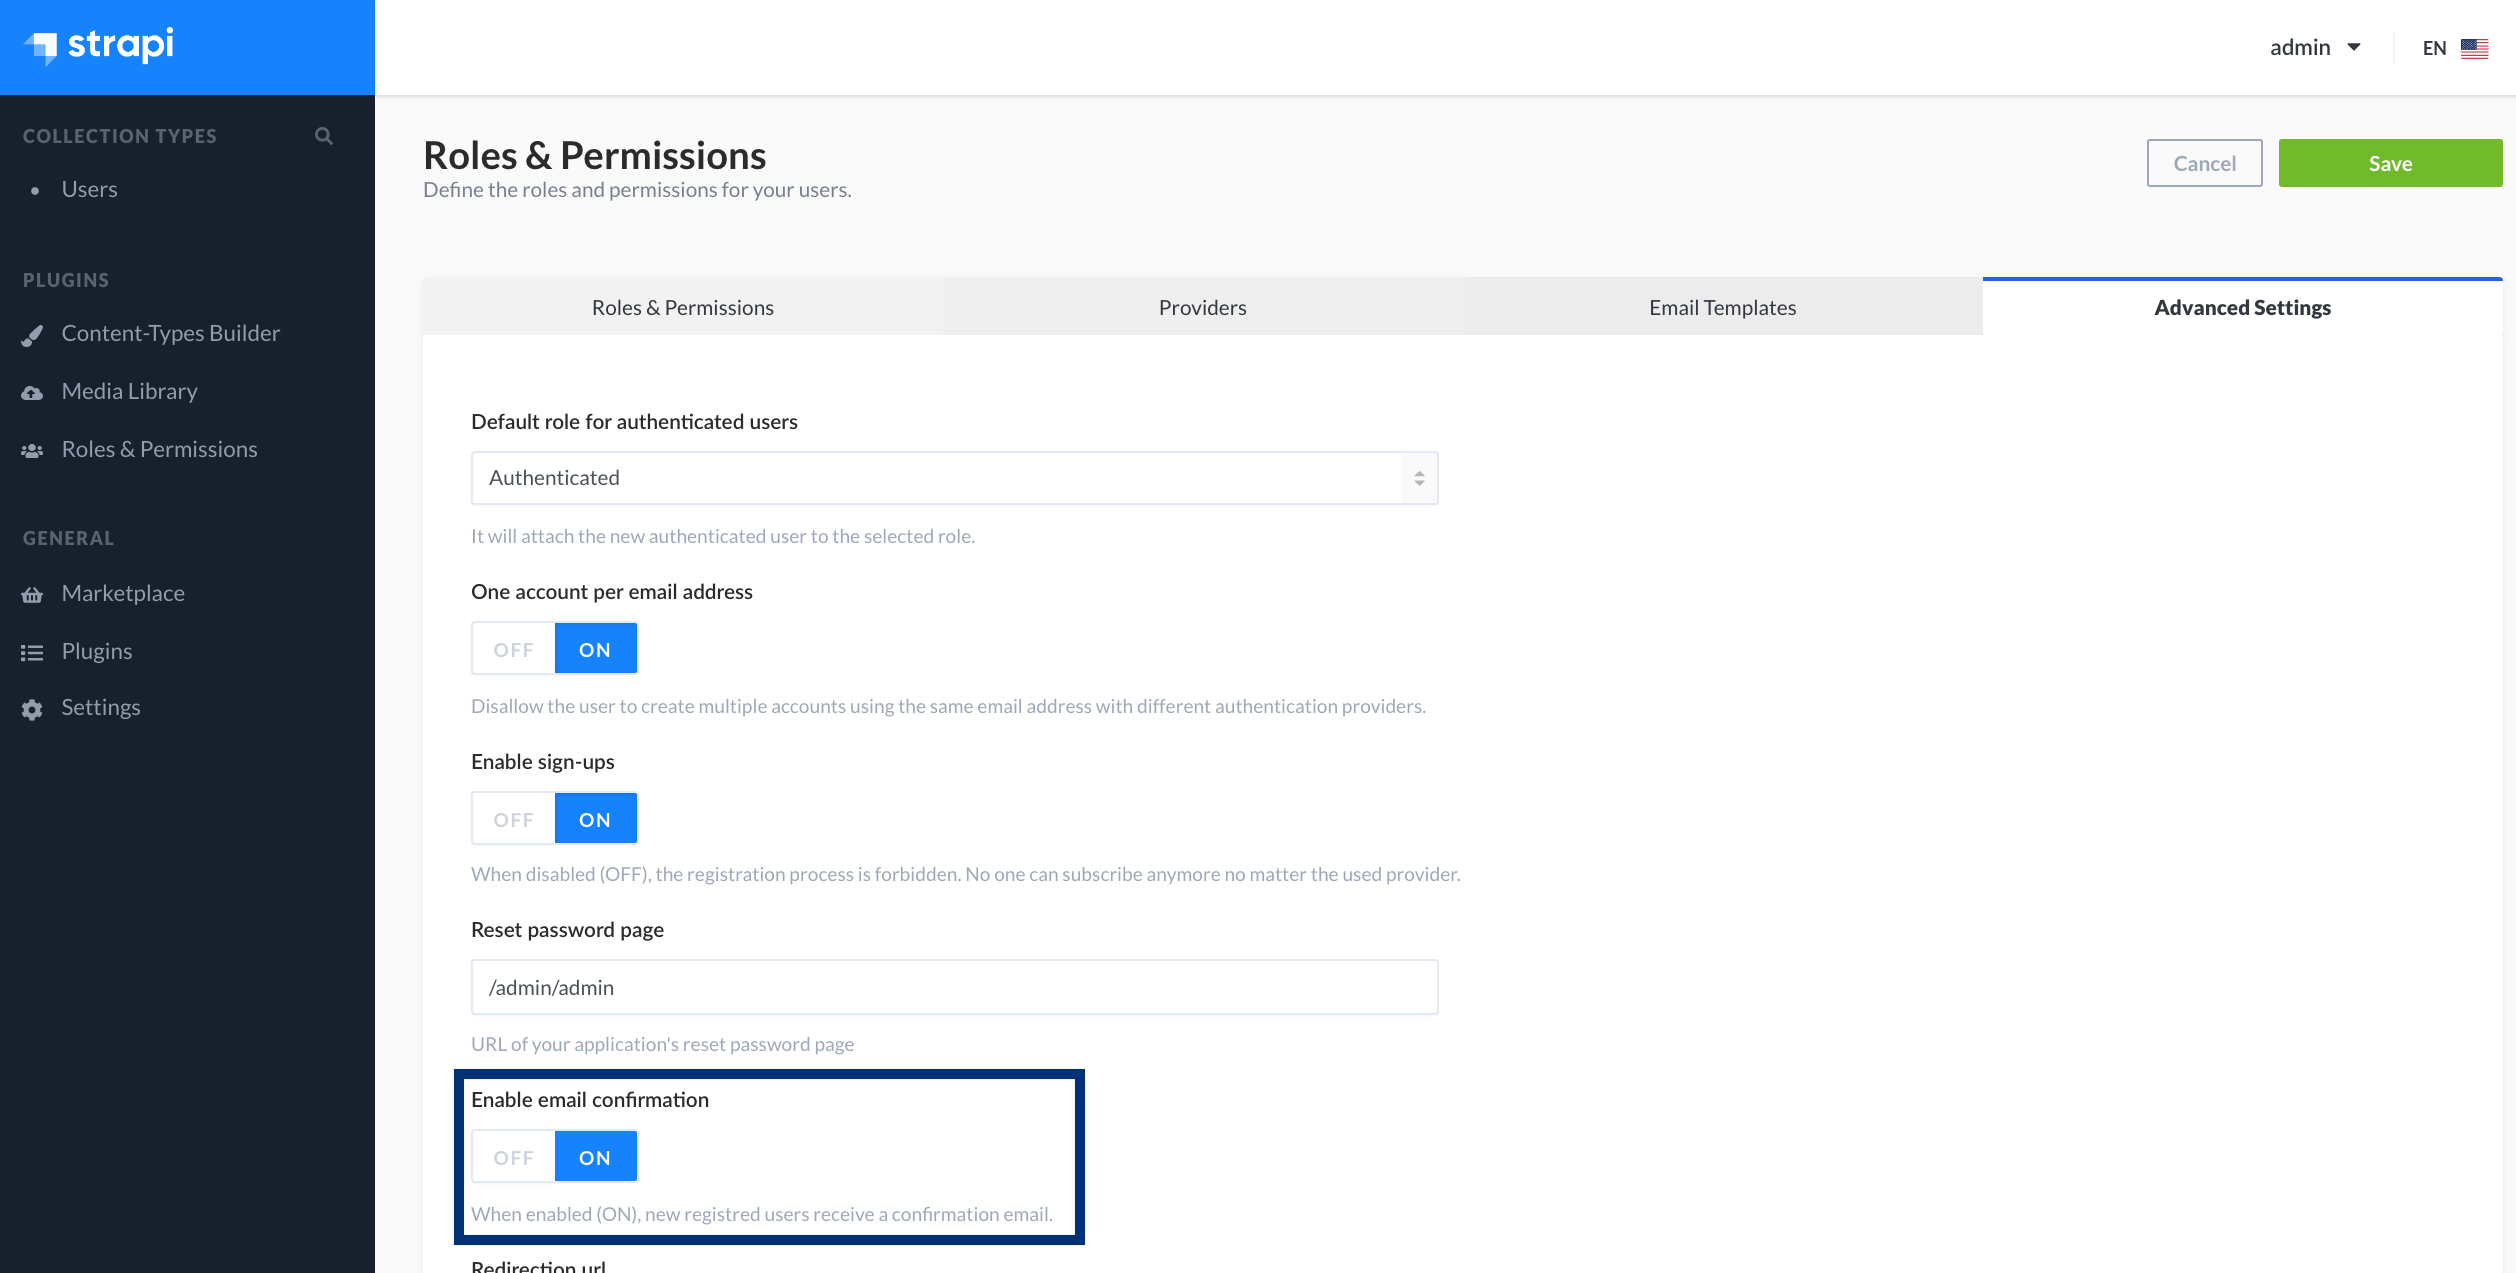 strapi
admin
EN
COLLECTION TYPES
Users
PLUGINS
Content-Types Builder
Media Library
Roles & Permissions
GENERAL
Marketplace
Plugins
Settings
Roles & Permissions
Define the roles and permissions for your users.
Cancel
Save
Roles & Permissions
Providers
Email Templates
Advanced Settings
Default role for authenticated users
Authenticated
It will attach the new authenticated user to the selected role.
One account per email address
OFF ON
Disallow the user to create multiple accounts using the same email address with different authentication providers.
Enable sign-ups
OFF ON
When disabled (OFF), the registration process is forbidden. No one can subscribe anymore no matter the used provider.
Reset password page
/admin/admin
URL of your application's reset password page
Enable email confirmation
OFF ON
When enabled (ON), new registred users receive a confirmation email.
Redirection url